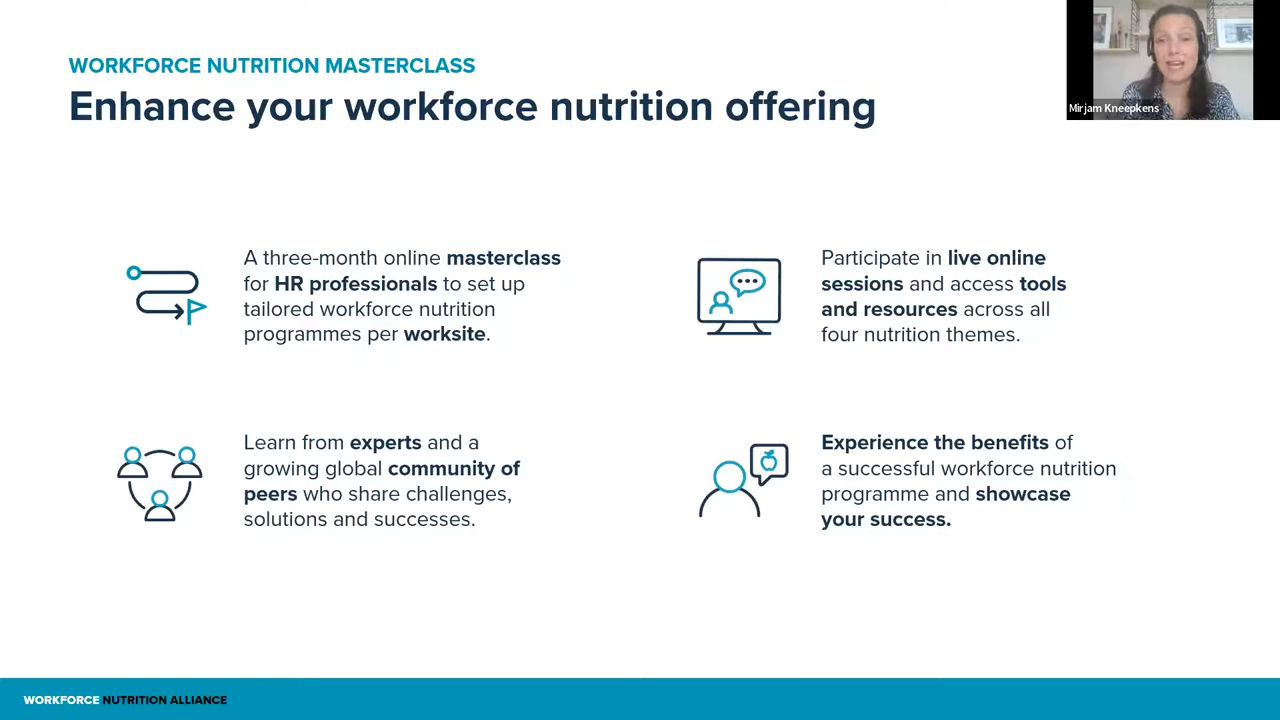 WORKFORCE NUTRITION MASTERCLASS
Enhance your workforce nutrition offering
Mirjam Kneepkens
A three-month online masterclass
for HR professionals to set up
tailored workforce nutrition
programmes per worksite.
Participate in live online
sessions and access tools
and resources across all
four nutrition themes.
Learn from experts and a
growing global community of
peers who share challenges,
solutions and successes.
Experience the benefits of
a successful workforce nutrition
programme and showcase
your success.
WORKFORCE NUTRITION ALLIANCE